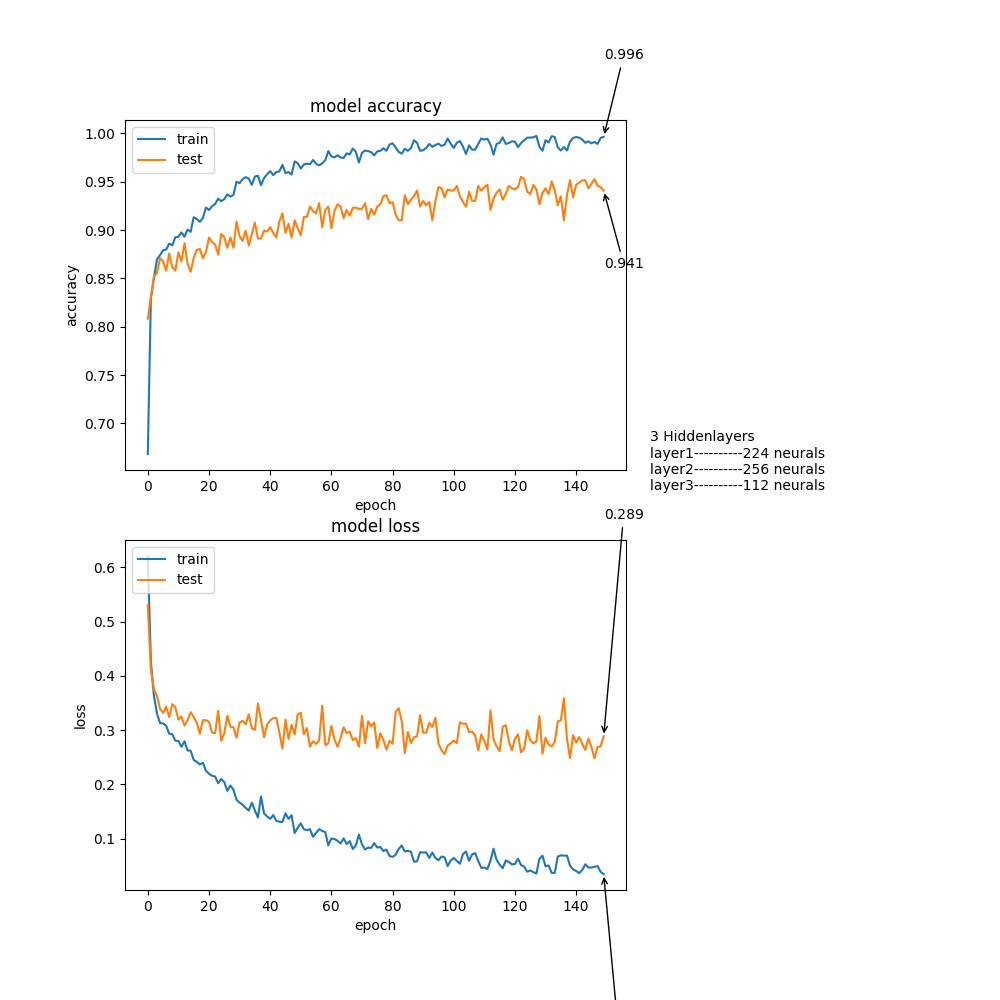 0.996
model accuracy
train
test
1.00
0.95
0.90
0.85
0.80
0.75
0.70
accuracy
0.941
0 20 40 60 80 100 120 140
epoch
3 Hiddenlayers
layer1----------224 neurals
layer2----------256 neurals
layer3----------112 neurals
0.289
model loss
train
test
0.6
0.5
0.4
0.3
0.2
0.1
loss
0 20 40 60 80 100 120 140
epoch